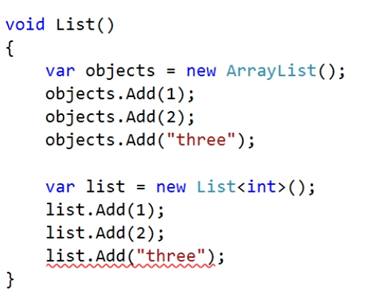 void List()
{
    var objects = new ArrayList();
    objects.Add(1);
    objects.Add(2);
    objects.Add("three");

    var list = new List<int>();
    list.Add(1);
    list.Add(2);
    list.Add("three");
}